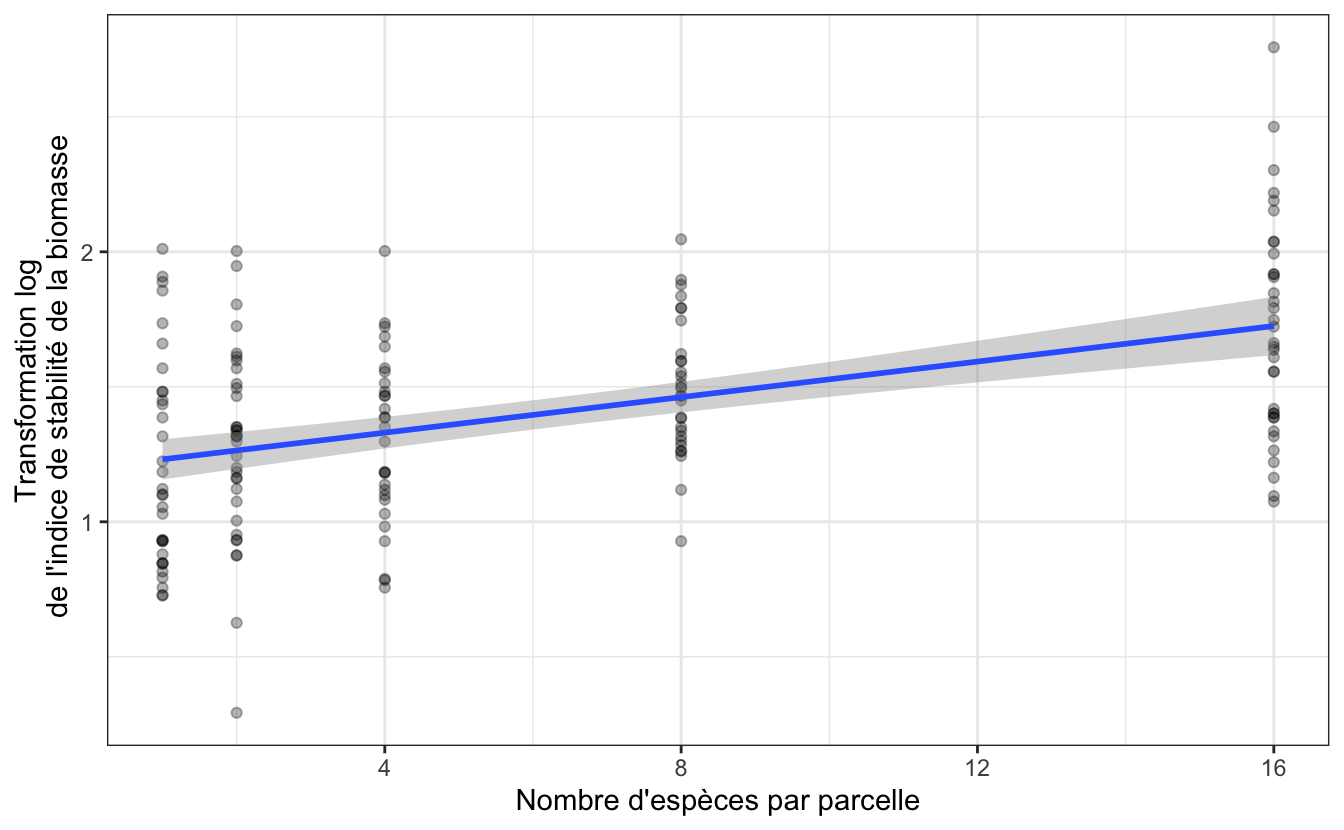 Transformation log
de l'indice de stabilité de la biomasse
2
1
4 8 12 16
Nombre d'espèces par parcelle